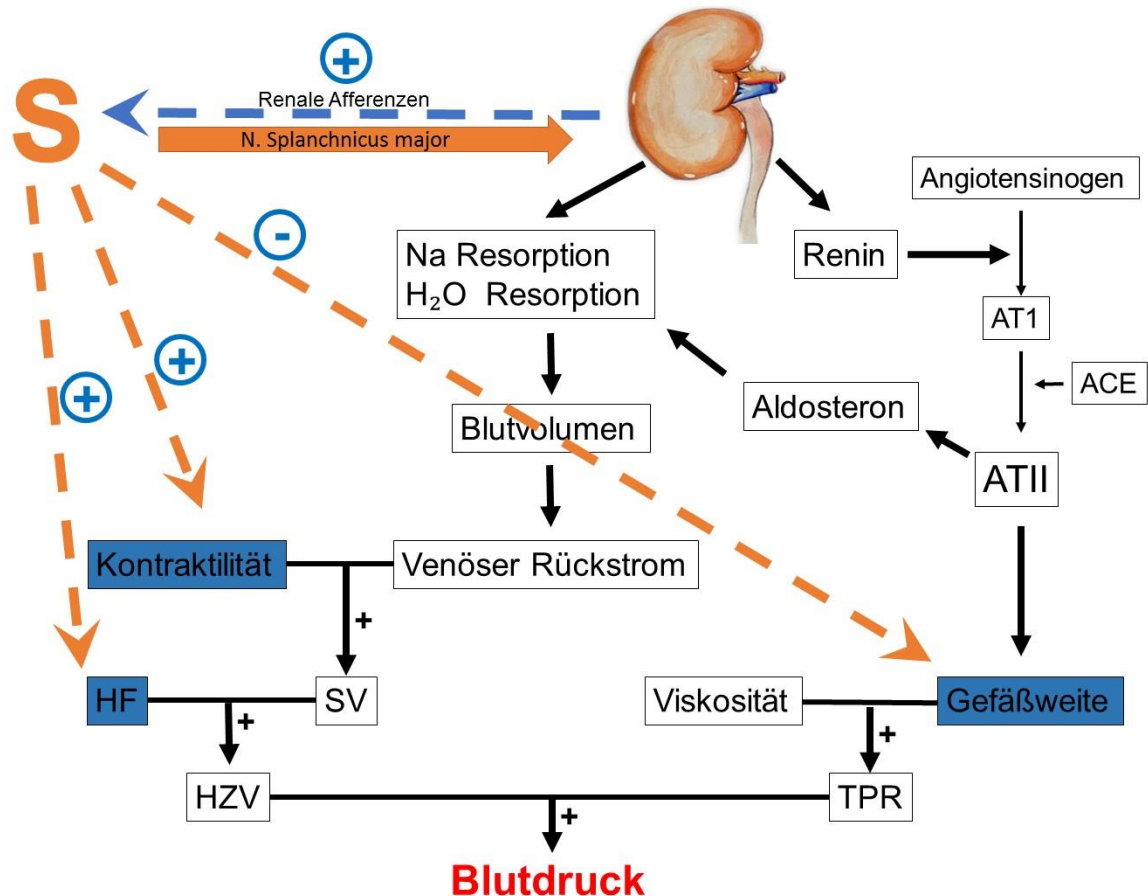 +
Renale Afferenzen
S
N. Splanchnicus major
Angiotensinogen
-
Na Resorption
H₂O Resorption
Renin
AT1
+
+
ACE
Aldosteron
Blutvolumen
ATII
Kontraktilität
Venöser Rückstrom
+
HF
SV
Viskosität
Gefäßweite
+
+
HZV
TPR
+
Blutdruck